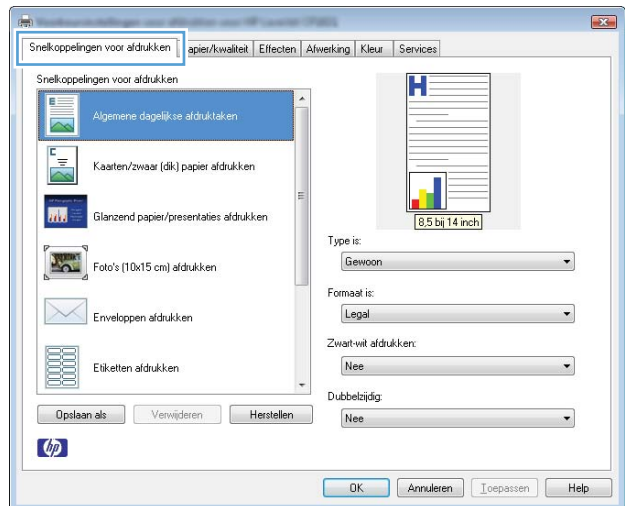 Snelkoppelingen voor afdrukken
apier/kwaliteit
Effecten
Afwerking
Kleur
Services
Snelkoppelingen voor afdrukken
Algemene dagelijkse afdruktaken
Kaarten/zwaar (dik) papier afdrukken
Glanzend papier/presentaties afdrukken
Foto's (10x15 cm) afdrukken
Enveloppen afdrukken
Etiketten afdrukken
Opslaan als
Verwijderen
Herstellen
hp
H
8,5 bij 14 inch
Type is:
Gewoon
Formaat is:
Legal
Zwart-wit afdrukken:
Nee
Dubbelzijdig:
Nee
OK
Annuleren
Toepassen
Help